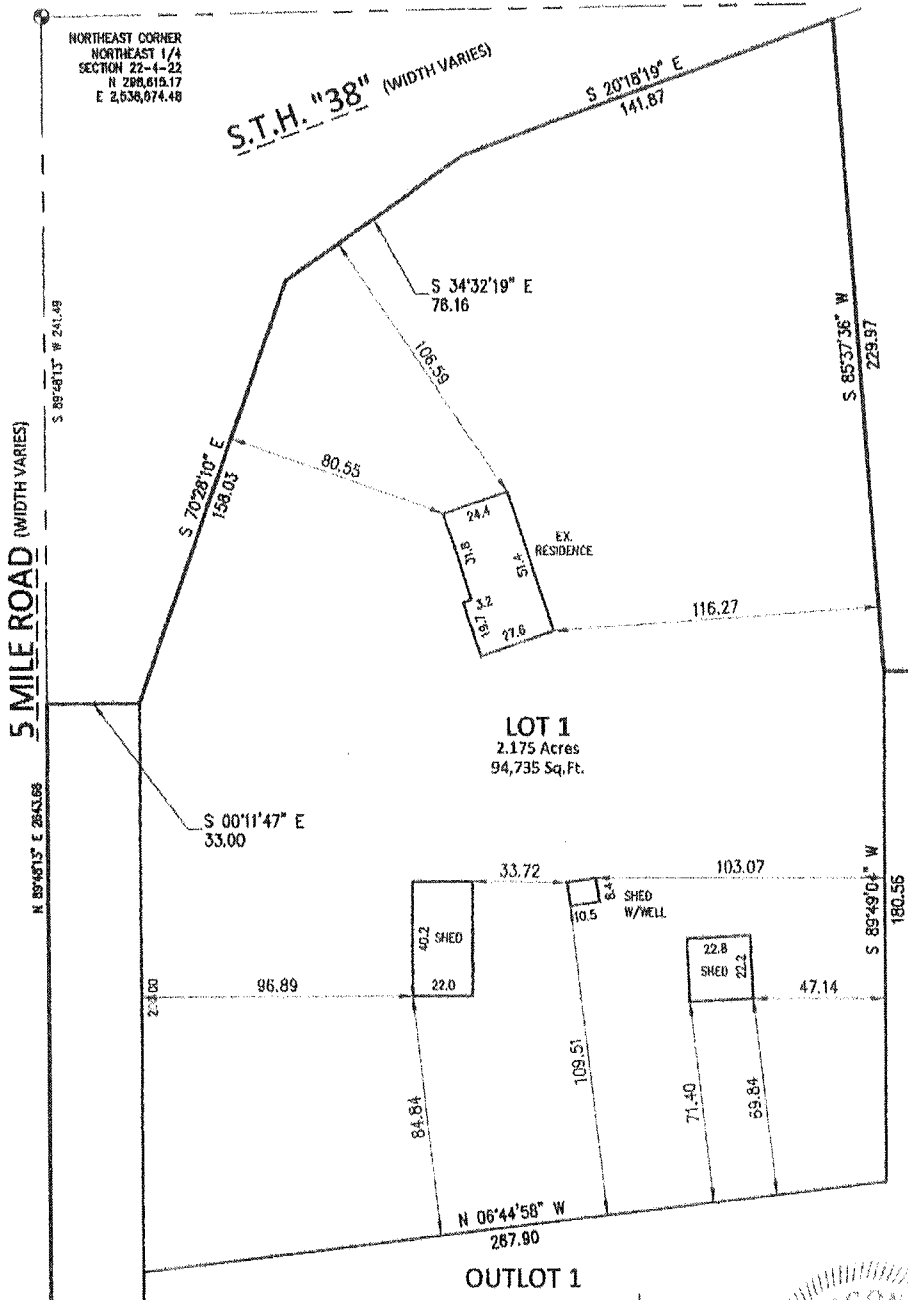 NORTHEAST CORNER
NORTHEAST 1/4
SECTION 22-4-22
N 298,615.17
E 2,536,674.48
S.T.H. "38" (WIDTH VARIES)
S 20°18'19" E
141.87
S 34°32'19" E
76.16
S 89°48'13" W 241.49
106.59
S 85°37'36" W
229.97
5 MILE ROAD (WIDTH VARIES)
S 70°28'10" E
158.03
80.55
24.4
31.8
51.4
EX.
RESIDENCE
3.2
19.7
27.6
116.27
LOT 1
2.175 Acres
94,735 Sq.Ft.
S 00°11'47" E
33.00
N 89°48'13" E 2643.66
33.72
103.07
8.4
SHED
W/WELL
10.5
S 89°49'04" W
180.56
40.2
SHED
22.0
96.89
22.8
SHED
22.2
47.14
84.84
109.51
71.40
69.84
N 06°44'58" W
267.90
OUTLOT 1